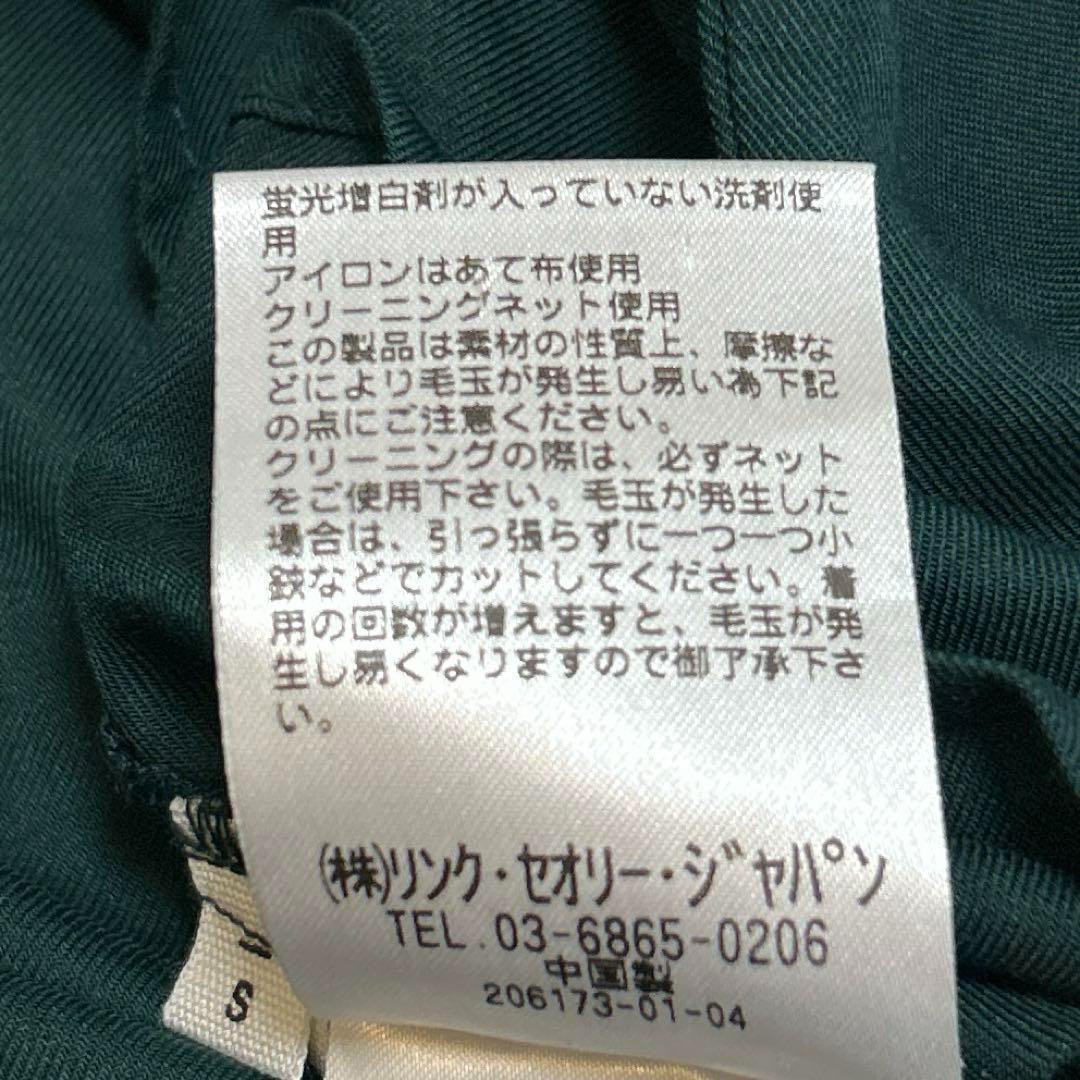 蛍光増白剤が入っていない洗剤使
用
アイロンはあて布使用
クリーニングネット使用
この製品は素材の性質上、摩擦な
どにより毛玉が発生し易い為下記
の点にご注意ください。
クリーニングの際は、必ずネット
をご使用下さい。毛玉が発生した
場合は、引っ張らずに一つ一つ小
鋏などでカットしてください。着
用の回数が増えますと、毛玉が発
生し易くなりますので御了承下さ
い。
(株)リンク・セオリー・ジャパン
TEL.03-6865-0206
中国製
206173-01-04
S